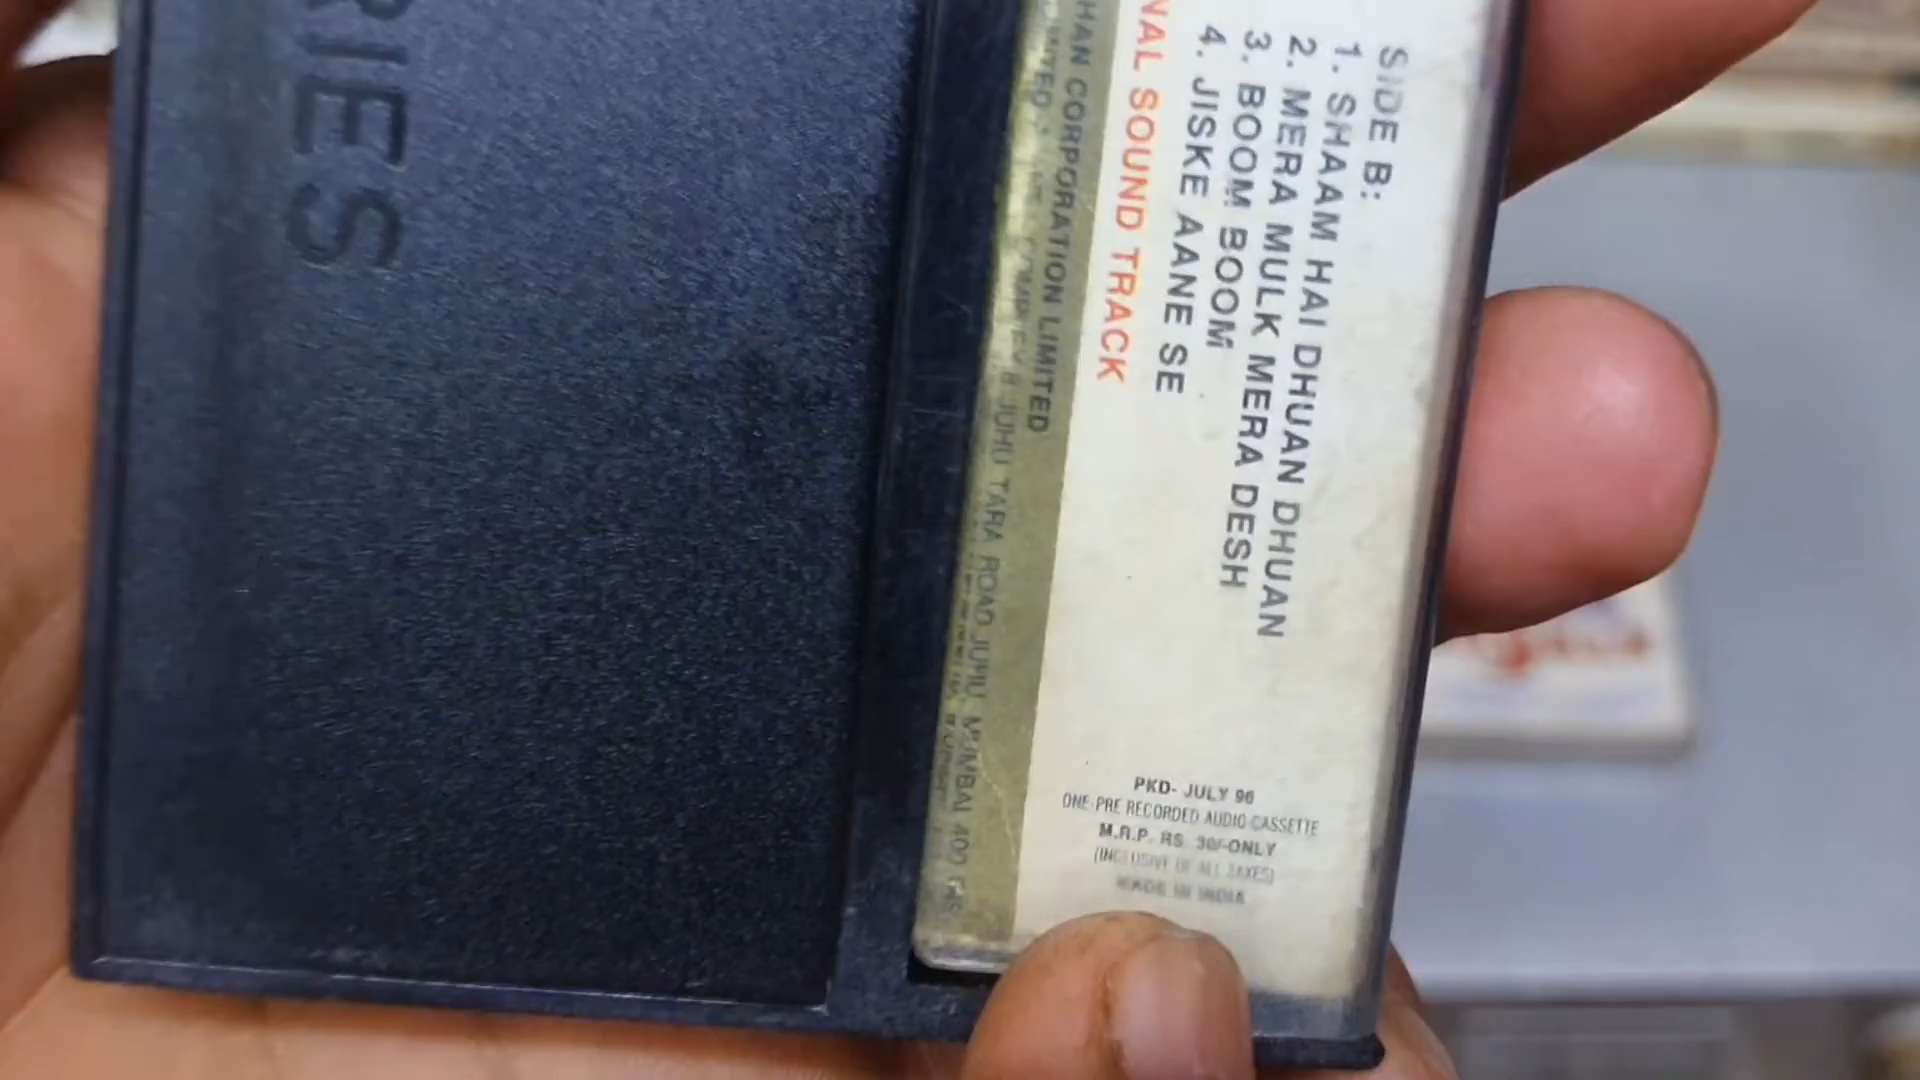 RIES
SIDE B:
1. SHAAM HAI DHUAN DHUAN
2. MERA MULK MERA DESH
3. BOOM BOOM
4. JISKE AANE SE
NAL SOUND TRACK
HAN CORPORATION LIMITED
8 JUHU TARA ROAD JUHU, MUMBAI 400
PKD- JULY 96
ONE PRE RECORDED AUDIO CASSETTE
M.R.P. RS. 30/-ONLY
(INCLUSIVE OF ALL TAXES)
MADE IN INDIA